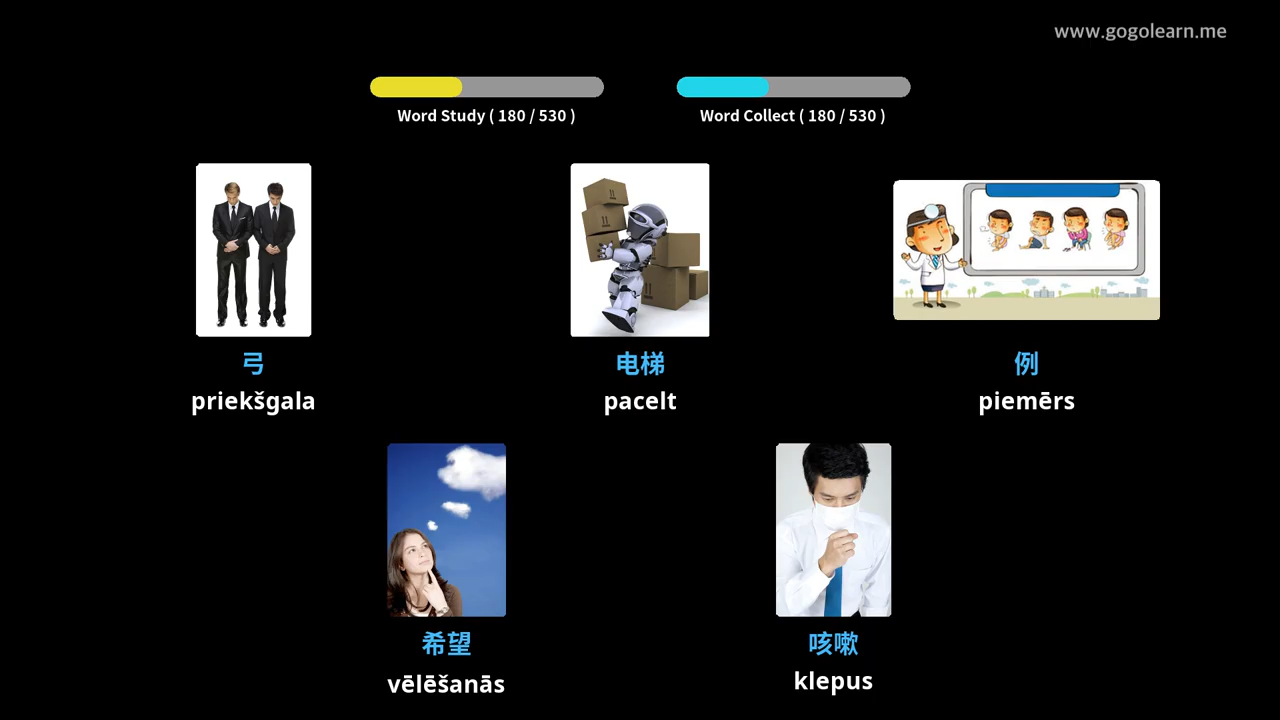 www.gogolearn.me
Word Study ( 180 / 530 )
Word Collect ( 180 / 530 )
弓
priekšgala
电梯
pacelt
例
piemērs
希望
vēlēšanās
咳嗽
klepus